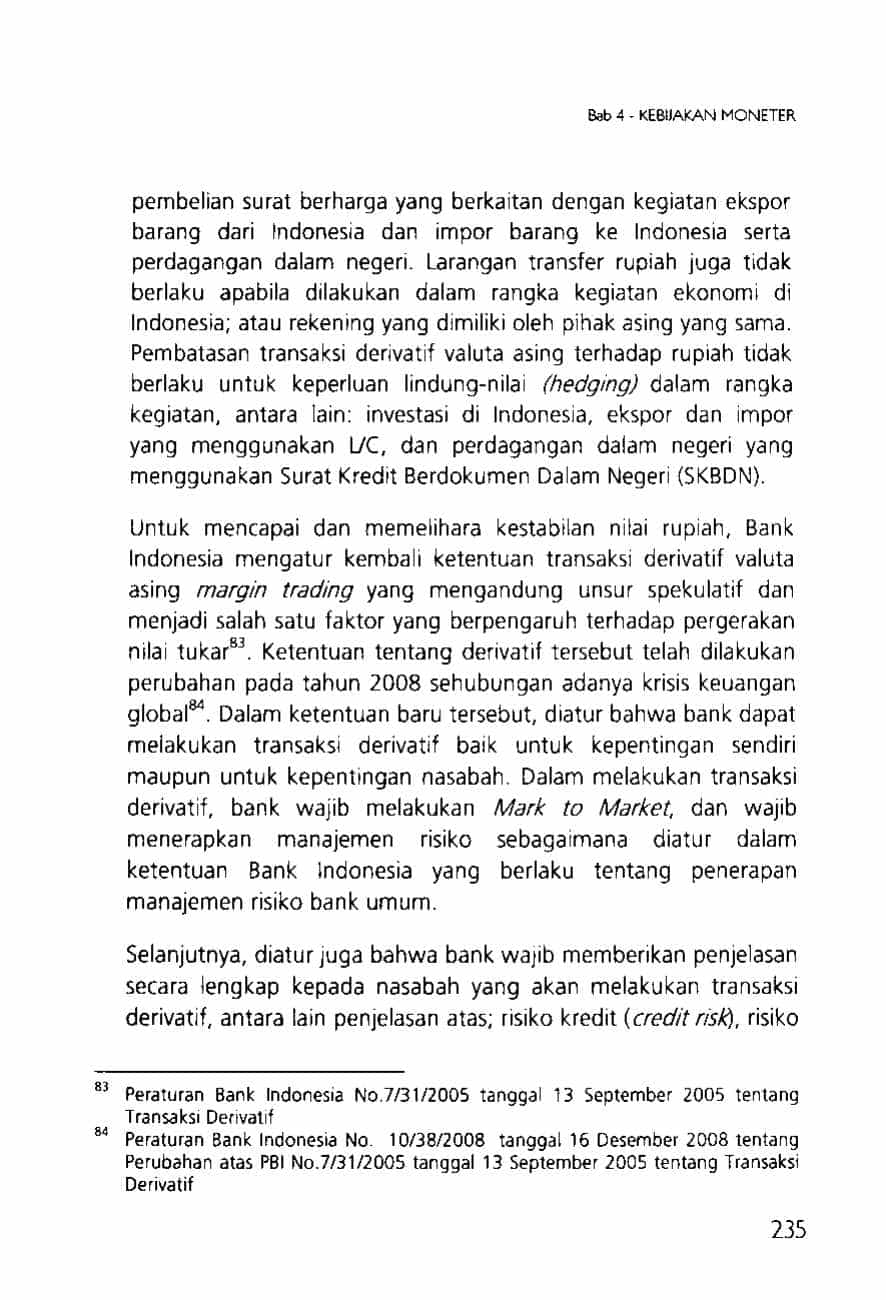 Bab 4 - KEBIJAKAN MONETER
pembelian surat berharga yang berkaitan dengan kegiatan ekspor
barang dari Indonesia dan impor barang ke Indonesia serta
perdagangan dalam negeri. Larangan transfer rupiah juga tidak
berlaku apabila dilakukan dalam rangka kegiatan ekonomi di
Indonesia; atau rekening yang dimiliki oleh pihak asing yang sama.
Pembatasan transaksi derivatif valuta asing terhadap rupiah tidak
berlaku untuk keperluan lindung-nilai (hedging) dalam rangka
kegiatan, antara lain: investasi di Indonesia, ekspor dan impor
yang menggunakan L/C, dan perdagangan dalam negeri yang
menggunakan Surat Kredit Berdokumen Dalam Negeri (SKBDN).
Untuk mencapai dan memelihara kestabilan nilai rupiah, Bank
Indonesia mengatur kembali ketentuan transaksi derivatif valuta
asing margin trading yang mengandung unsur spekulatif dan
menjadi salah satu faktor yang berpengaruh terhadap pergerakan
nilai tukar83. Ketentuan tentang derivatif tersebut telah dilakukan
perubahan pada tahun 2008 sehubungan adanya krisis keuangan
global84. Dalam ketentuan baru tersebut, diatur bahwa bank dapat
melakukan transaksi derivatif baik untuk kepentingan sendiri
maupun untuk kepentingan nasabah. Dalam melakukan transaksi
derivatif, bank wajib melakukan Mark to Market, dan wajib
menerapkan manajemen risiko sebagaimana diatur dalam
ketentuan Bank Indonesia yang berlaku tentang penerapan
manajemen risiko bank umum.
Selanjutnya, diatur juga bahwa bank wajib memberikan penjelasan
secara lengkap kepada nasabah yang akan melakukan transaksi
derivatif, antara lain penjelasan atas; risiko kredit (credit risk), risiko
83 Peraturan Bank Indonesia No.7/31/2005 tanggal 13 September 2005 tentang
Transaksi Derivatif
84 Peraturan Bank Indonesia No. 10/38/2008 tanggal 16 Desember 2008 tentang
Perubahan atas PBI No.7/31/2005 tanggal 13 September 2005 tentang Transaksi
Derivatif
235